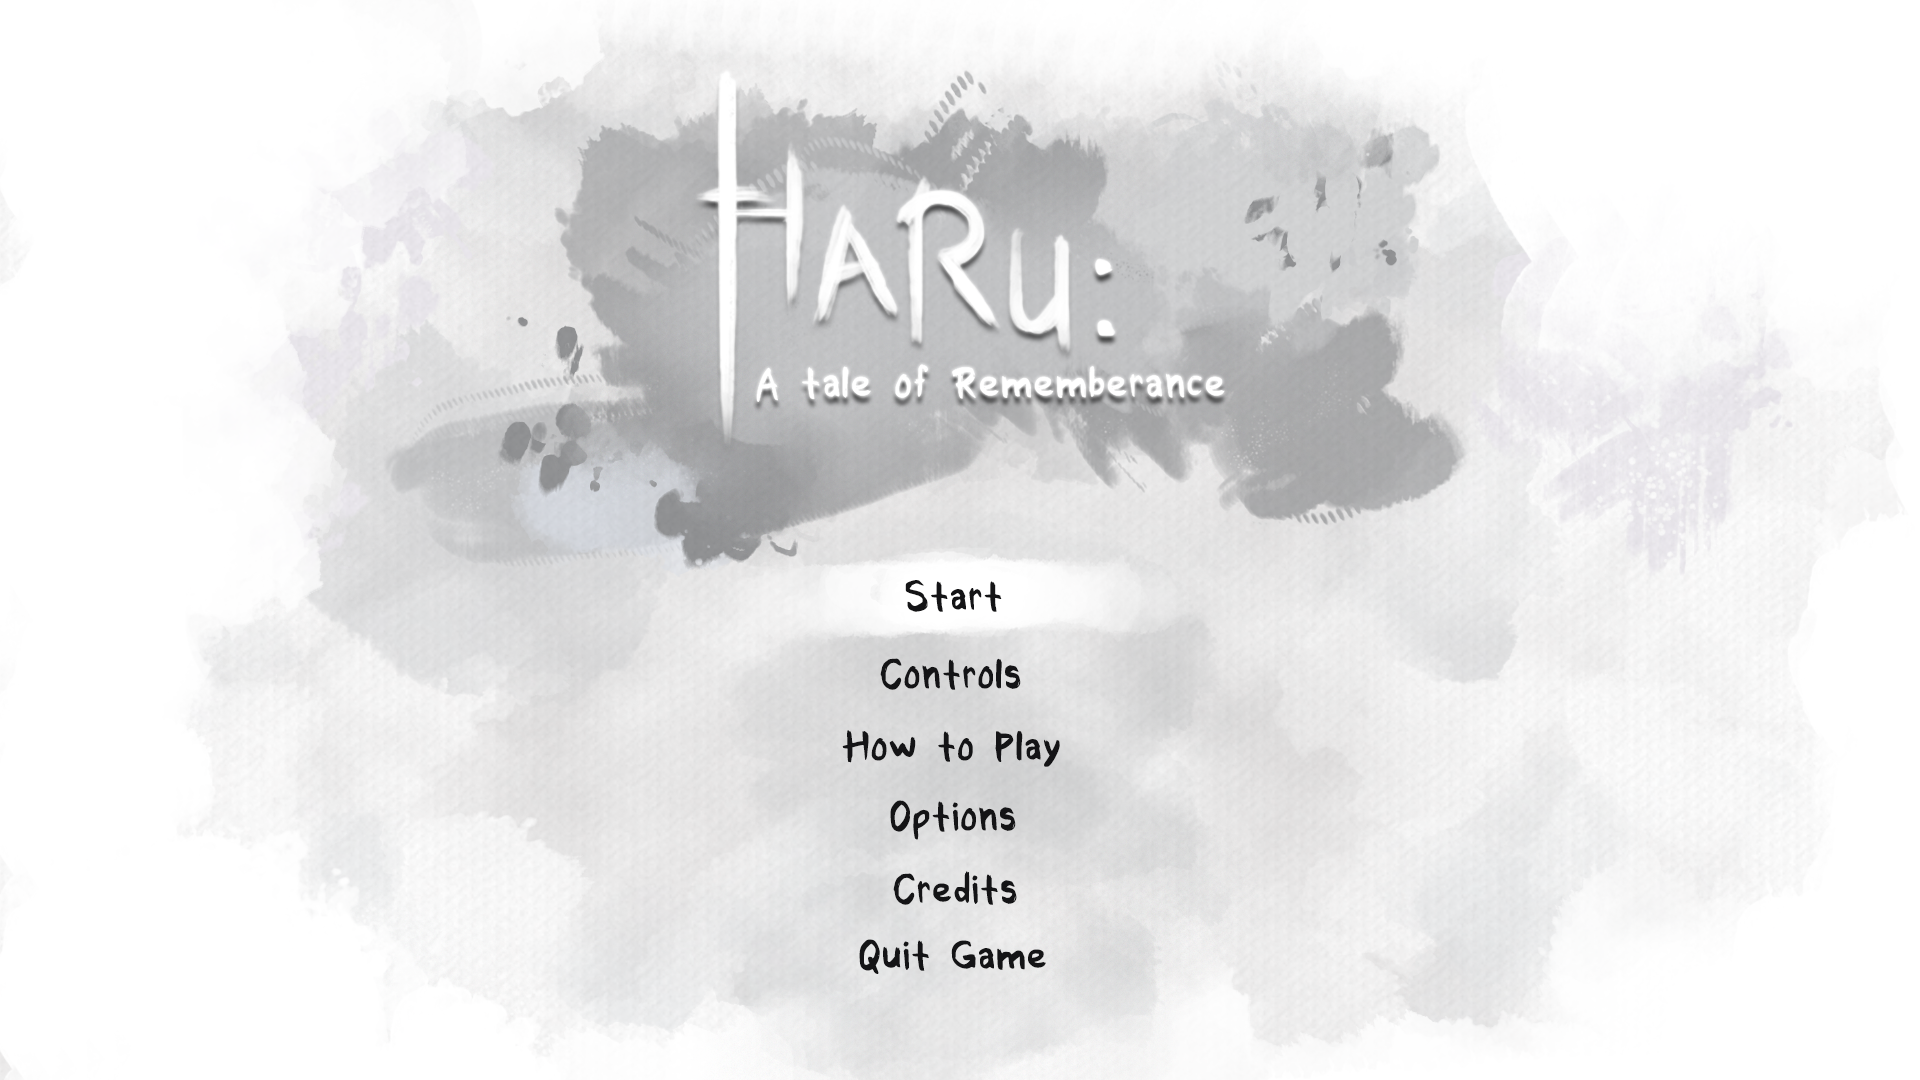 HARu:
A tale of Rememberance
Start
Controls
How to Play
Options
Credits
Quit Game